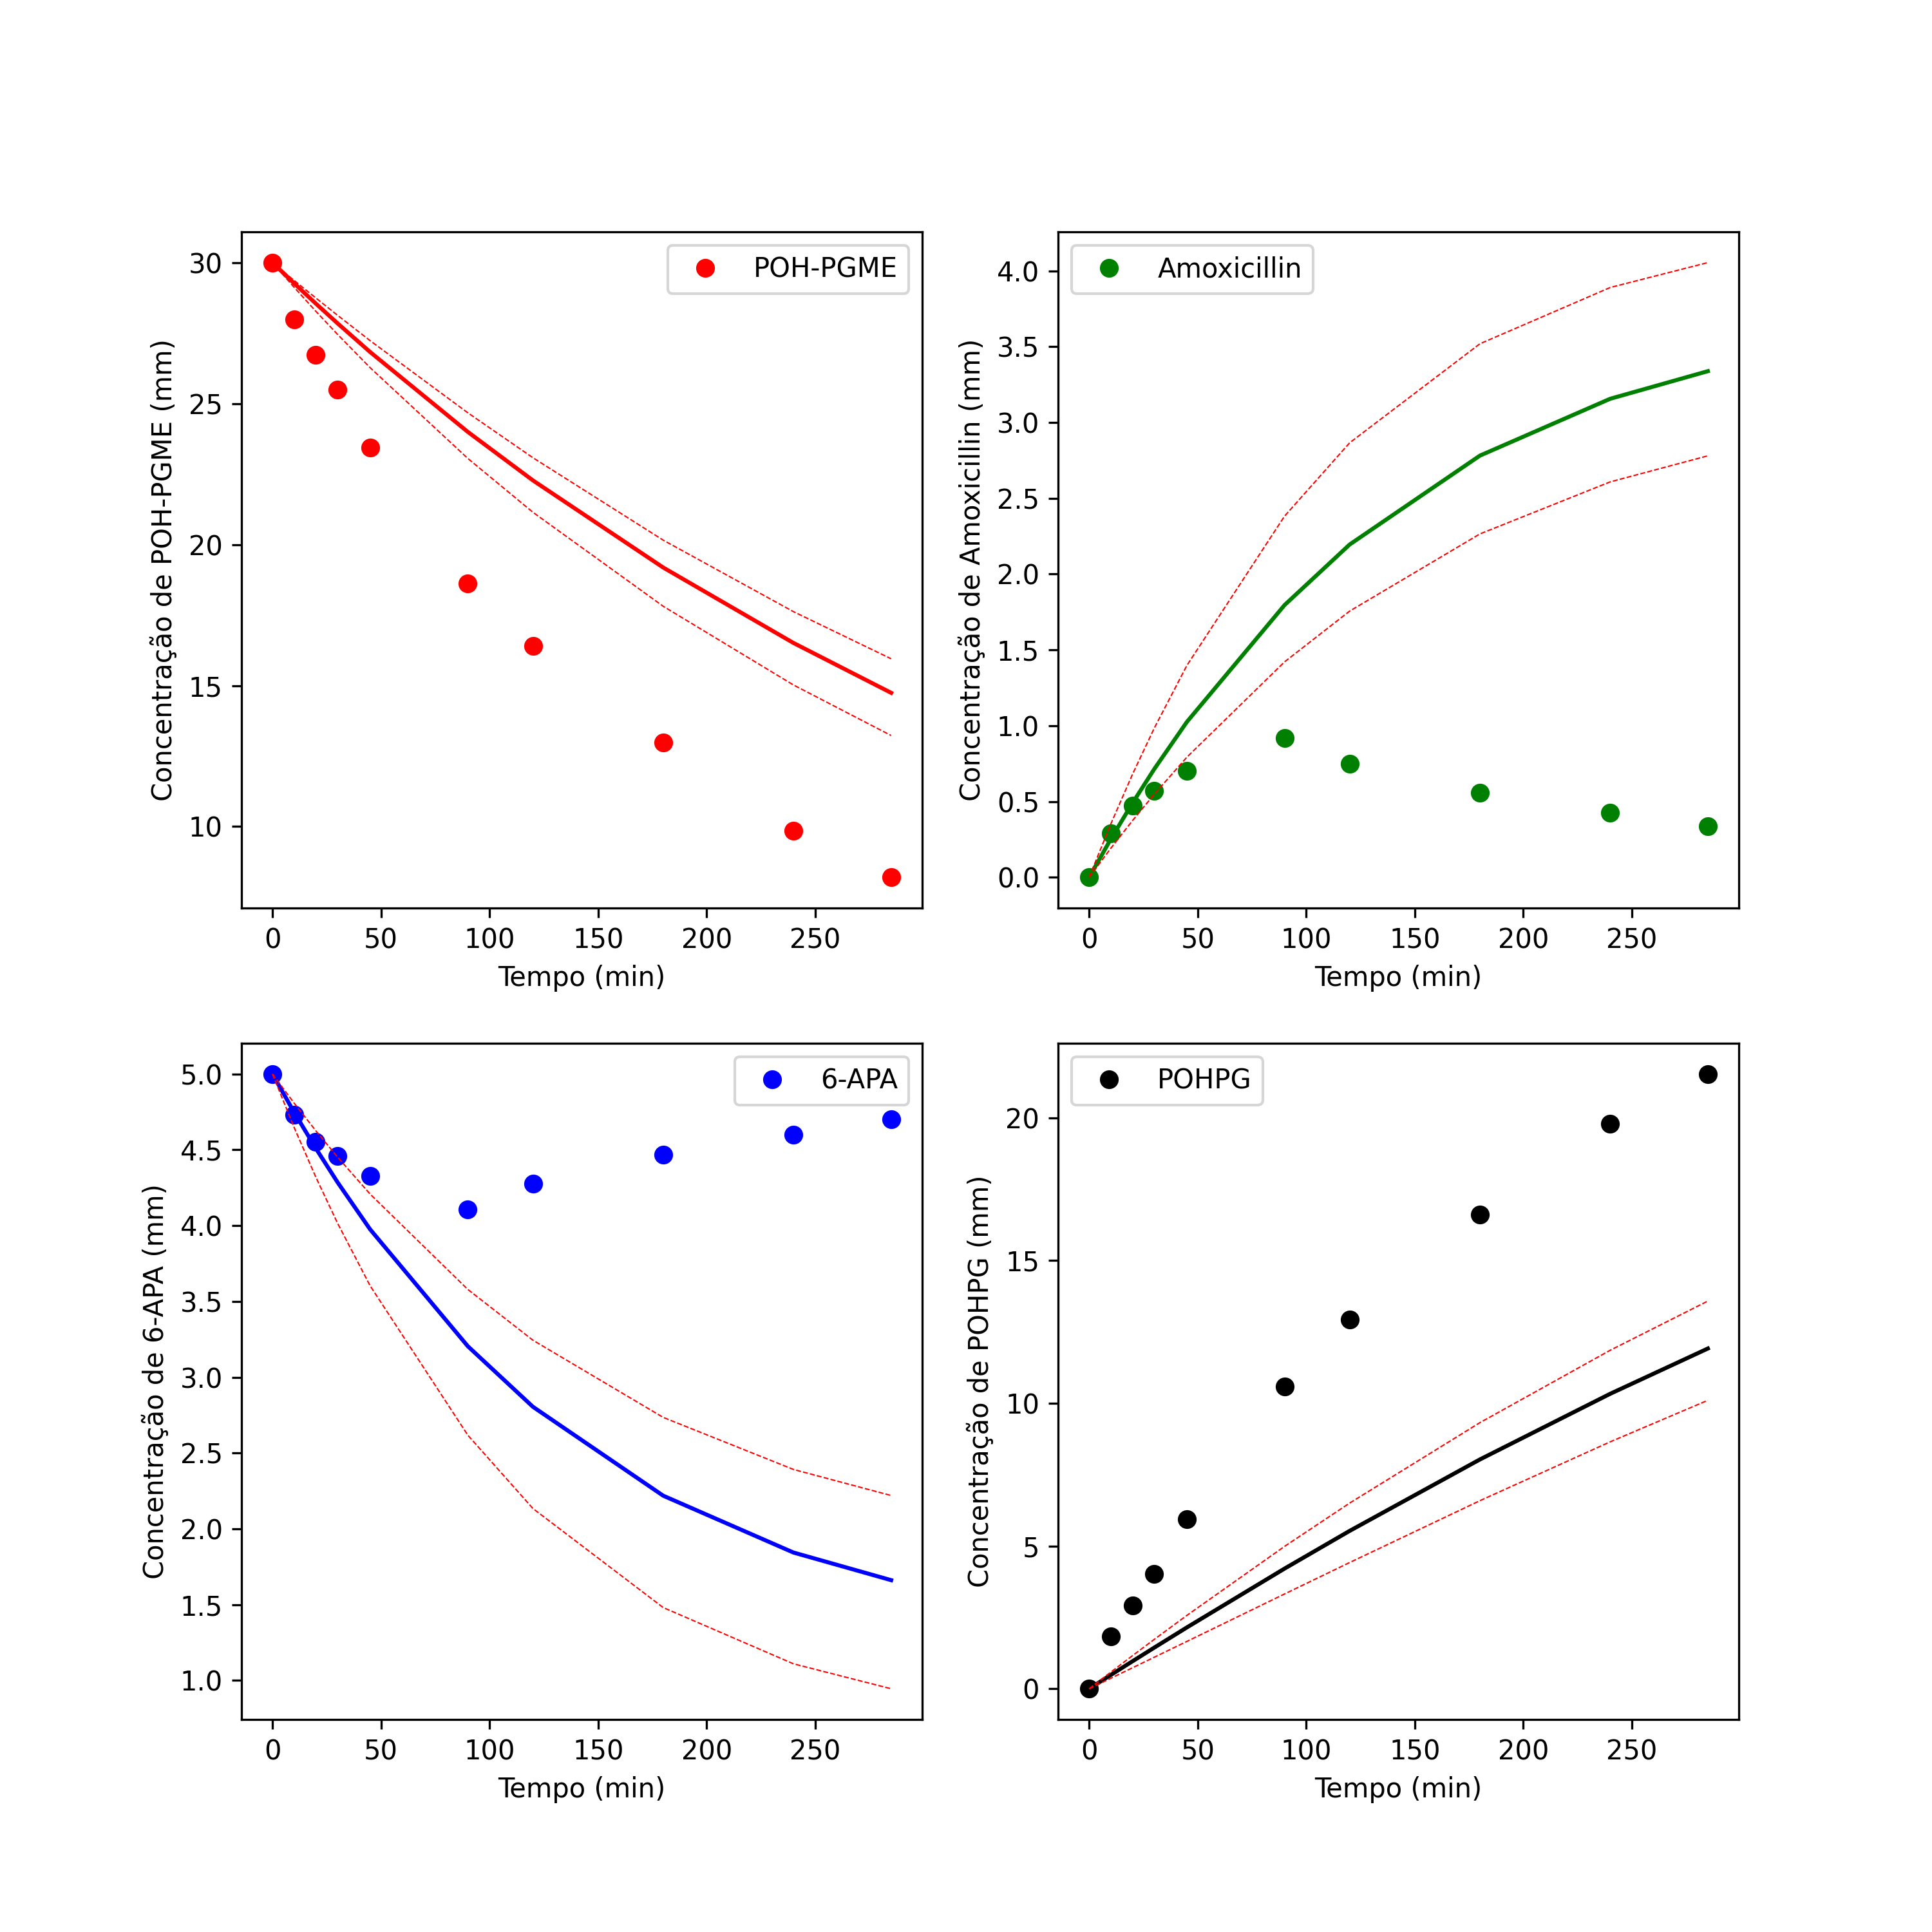 POH-PGME
Concentração de POH-PGME (mm)
30
25
20
15
10
0 50 100 150 200 250
Tempo (min)
Amoxicillin
Concentração de Amoxicillin (mm)
4.0
3.5
3.0
2.5
2.0
1.5
1.0
0.5
0.0
0 50 100 150 200 250
Tempo (min)
6-APA
Concentração de 6-APA (mm)
5.0
4.5
4.0
3.5
3.0
2.5
2.0
1.5
1.0
0 50 100 150 200 250
Tempo (min)
POHPG
Concentração de POHPG (mm)
20
15
10
5
0
0 50 100 150 200 250
Tempo (min)